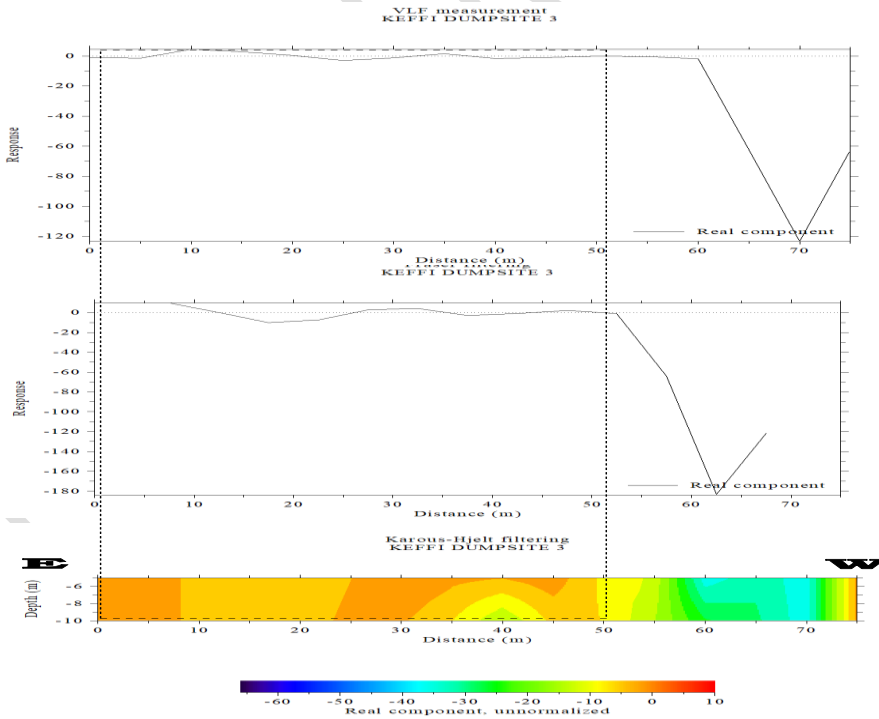 VLF measurement
KEFFI DUMPSITE 3
0
-20
-40
-60
-80
-100
-120
Response
Real component
0 10 20 30 40 50 60 70
Distance (m)
KEFFI DUMPSITE 3
0
-20
-40
-60
-80
-100
-120
-140
-160
-180
Response
Real component
0 10 20 30 40 50 60 70
Distance (m)
Karous-Hjelt filtering
KEFFI DUMPSITE 3
E W
-6
-8
-10
Depth (m)
0 10 20 30 40 50 60 70
Distance (m)
-60 -50 -40 -30 -20 -10 0 10
Real component, unnormalized